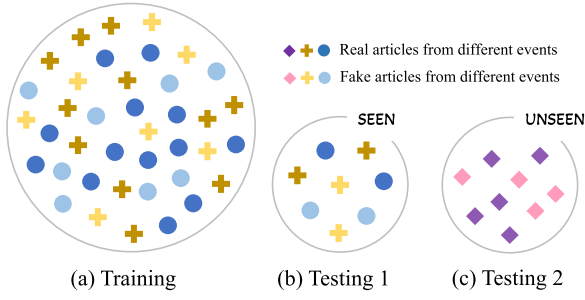 Real articles from different events
Fake articles from different events
SEEN
UNSEEN
(a) Training
(b) Testing 1
(c) Testing 2